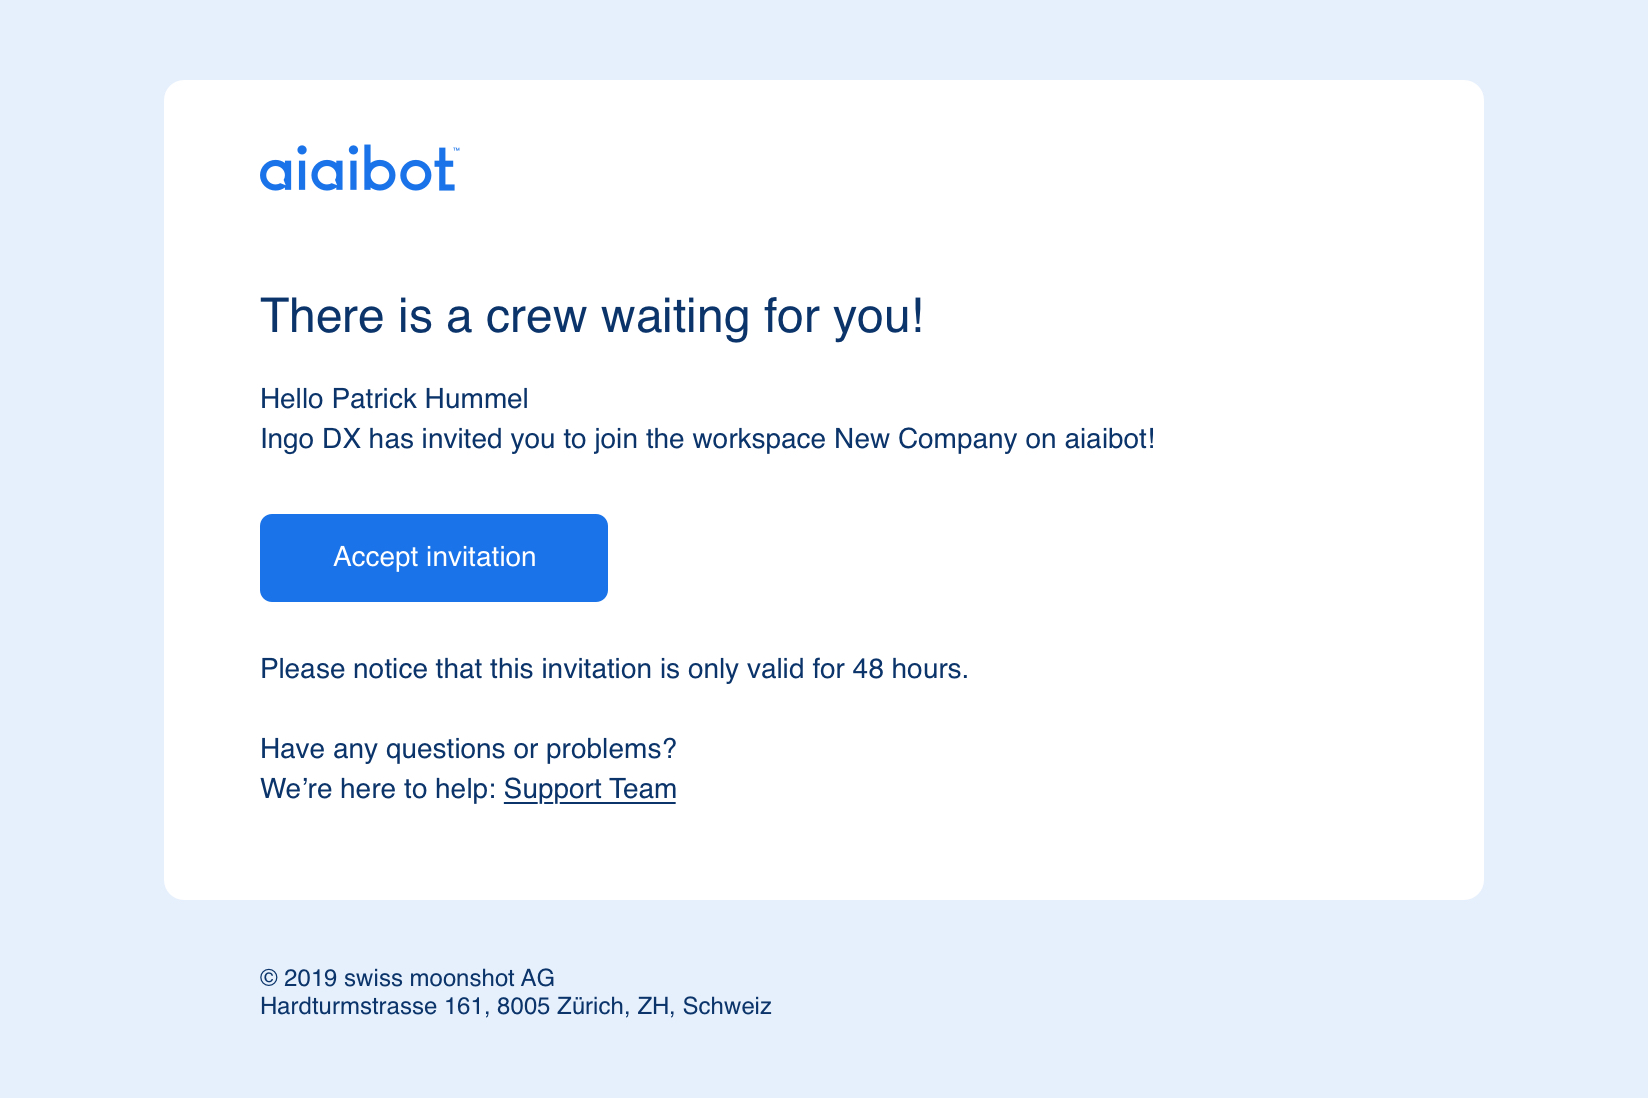 aiaibot™
There is a crew waiting for you!
Hello Patrick Hummel
Ingo DX has invited you to join the workspace New Company on aiaibot!
Accept invitation
Please notice that this invitation is only valid for 48 hours.
Have any questions or problems?
We’re here to help: Support Team
© 2019 swiss moonshot AG
Hardturmstrasse 161, 8005 Zürich, ZH, Schweiz